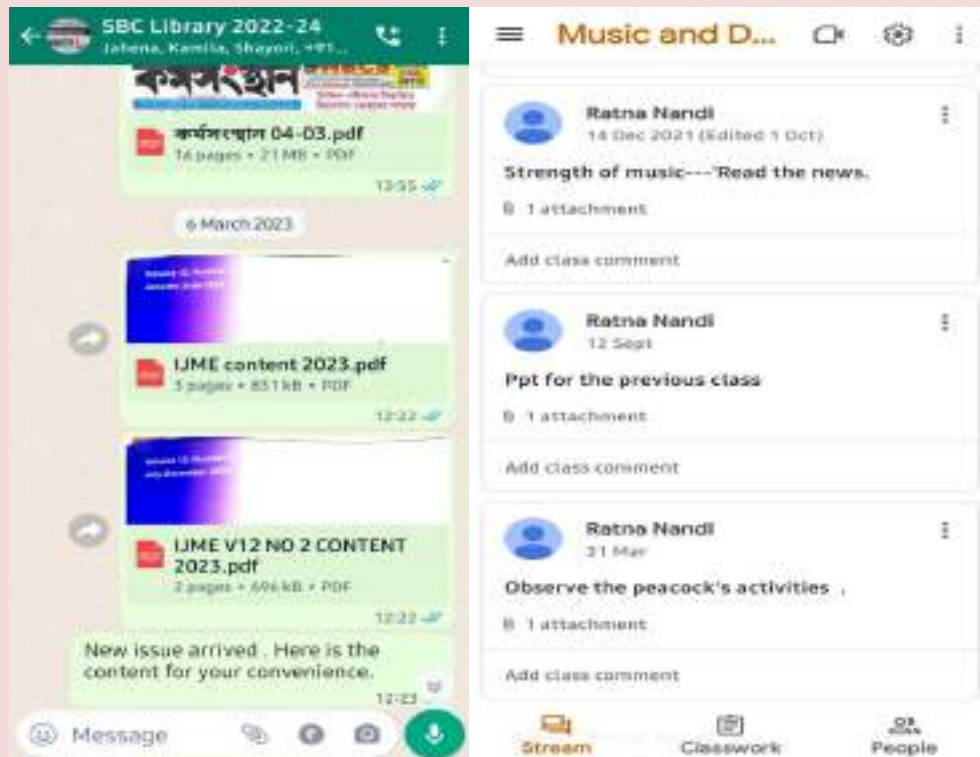 SBC Library 2022-24
Jahena, Kamila, Shayori, +91...
কর্মসংস্থান
কর্মসংস্থান 04-03.pdf
16 pages • 21 MB • PDF
13:55
6 March 2023
IJME content 2023.pdf
3 pages • 831 kB • PDF
12:22
IJME V12 NO 2 CONTENT
2023.pdf
2 pages • 696 kB • PDF
12:22
New issue arrived . Here is the
content for your convenience.
12:23
Message
Music and D...
Ratna Nandi
14 Dec 2021 (Edited 1 Oct)
Strength of music---'Read the news.
1 attachment
Add class comment
Ratna Nandi
12 Sept
Ppt for the previous class
1 attachment
Add class comment
Ratna Nandi
31 Mar
Observe the peacock's activities .
1 attachment
Add class comment
Stream
Classwork
People